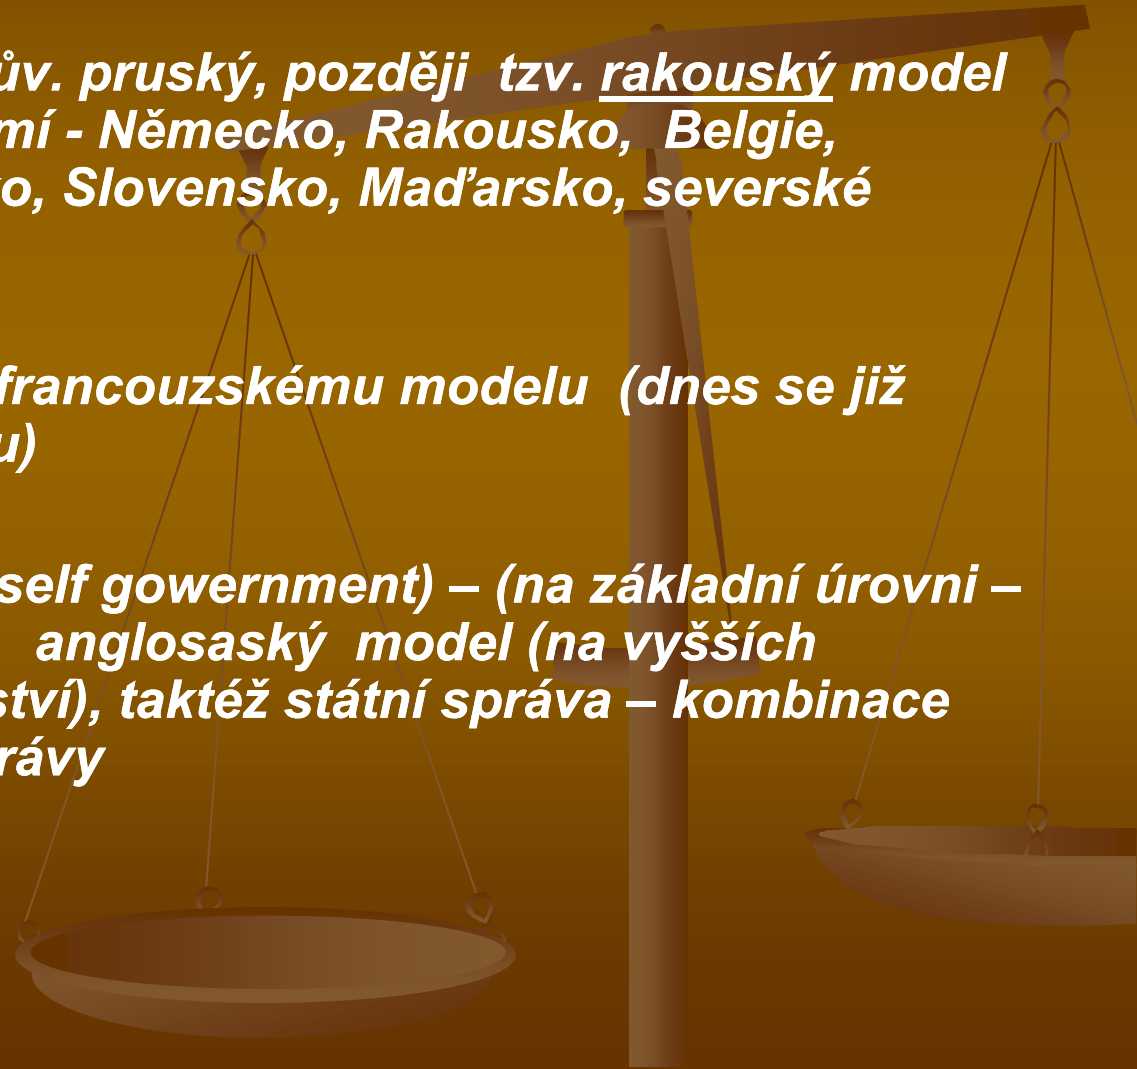 ův. pruský, později tzv. rakouský model
mí - Německo, Rakousko, Belgie,
ko, Slovensko, Maďarsko, severské
francouzskému modelu (dnes se již
u)
self gowernment) – (na základní úrovni –
anglosaský model (na vyšších
ství), taktéž státní správa – kombinace
rávy